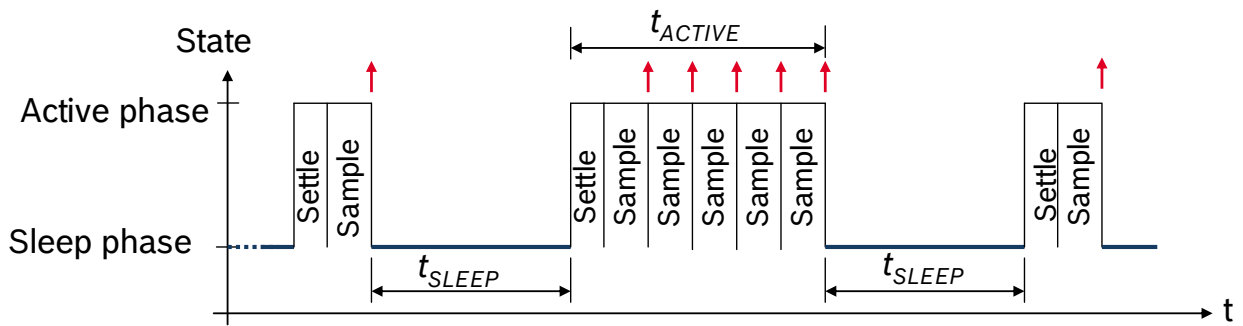 State
t_ACTIVE
Active phase
Settle
Sample
Settle
Sample
Sample
Sample
Sample
Sample
Settle
Sample
Sleep phase
t_SLEEP
t_SLEEP
t